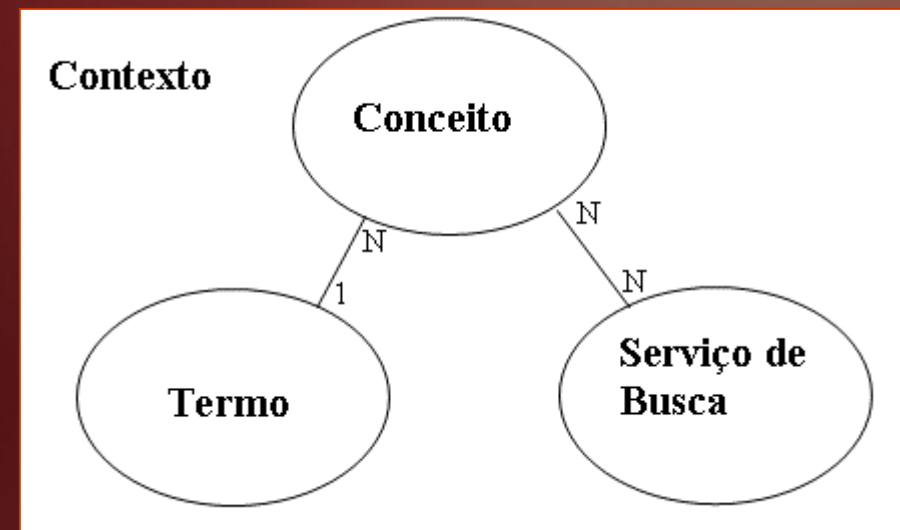 Contexto
Conceito
N
N
1
N
Termo
Serviço de
Busca